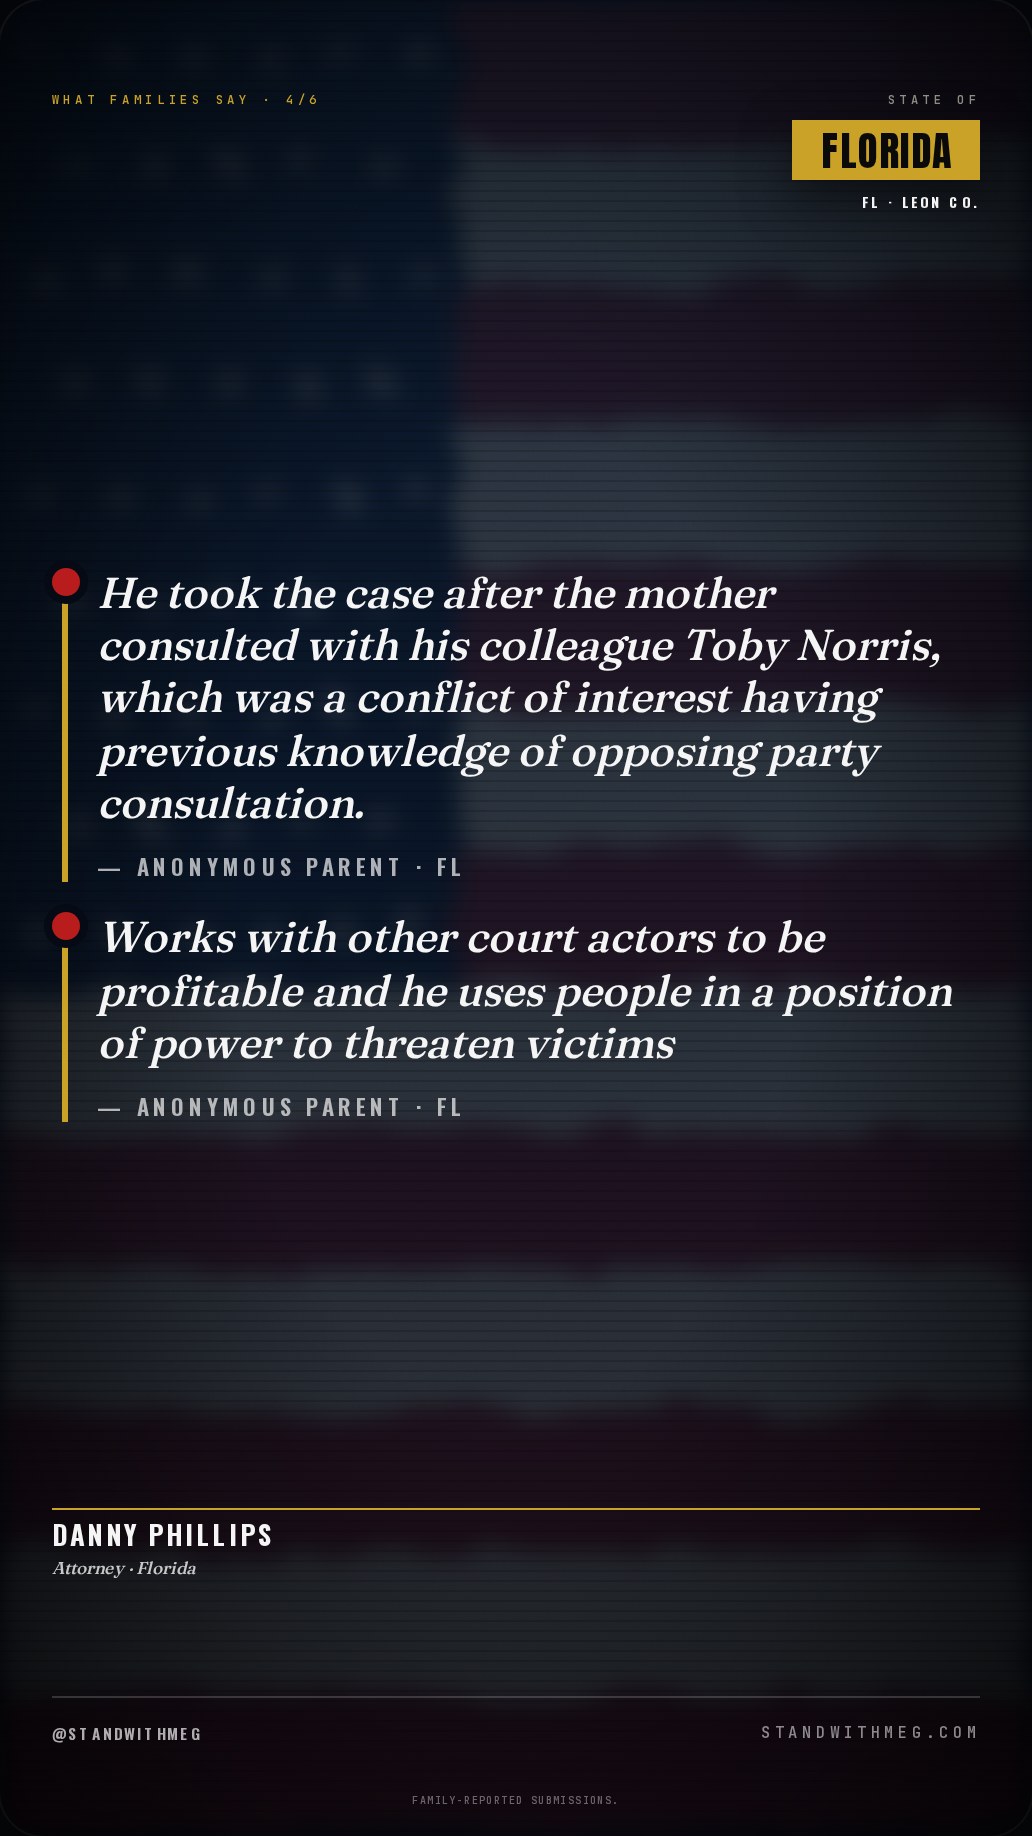 WHAT FAMILIES SAY · 4/6
STATE OF
FLORIDA
FL · LEON CO.
He took the case after the mother
consulted with his colleague Toby Norris,
which was a conflict of interest having
previous knowledge of opposing party
consultation.
— ANONYMOUS PARENT · FL
Works with other court actors to be
profitable and he uses people in a position
of power to threaten victims
— ANONYMOUS PARENT · FL
DANNY PHILLIPS
Attorney · Florida
@STANDWITHMEG
STANDWITHMEG.COM
FAMILY-REPORTED SUBMISSIONS.